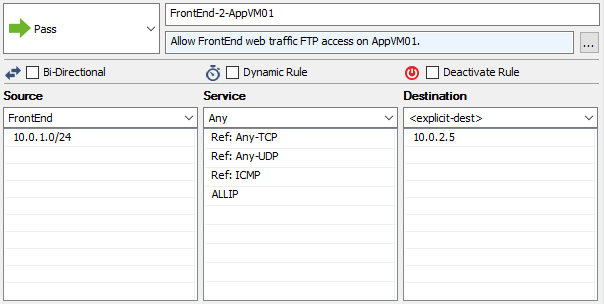 Pass
FrontEnd-2-AppVM01
Allow FrontEnd web traffic FTP access on AppVM01.
...
Bi-Directional
Dynamic Rule
Deactivate Rule
Source
Service
Destination
FrontEnd
Any
<explicit-dest>
10.0.1.0/24
Ref: Any-TCP
10.0.2.5
Ref: Any-UDP
Ref: ICMP
ALLIP